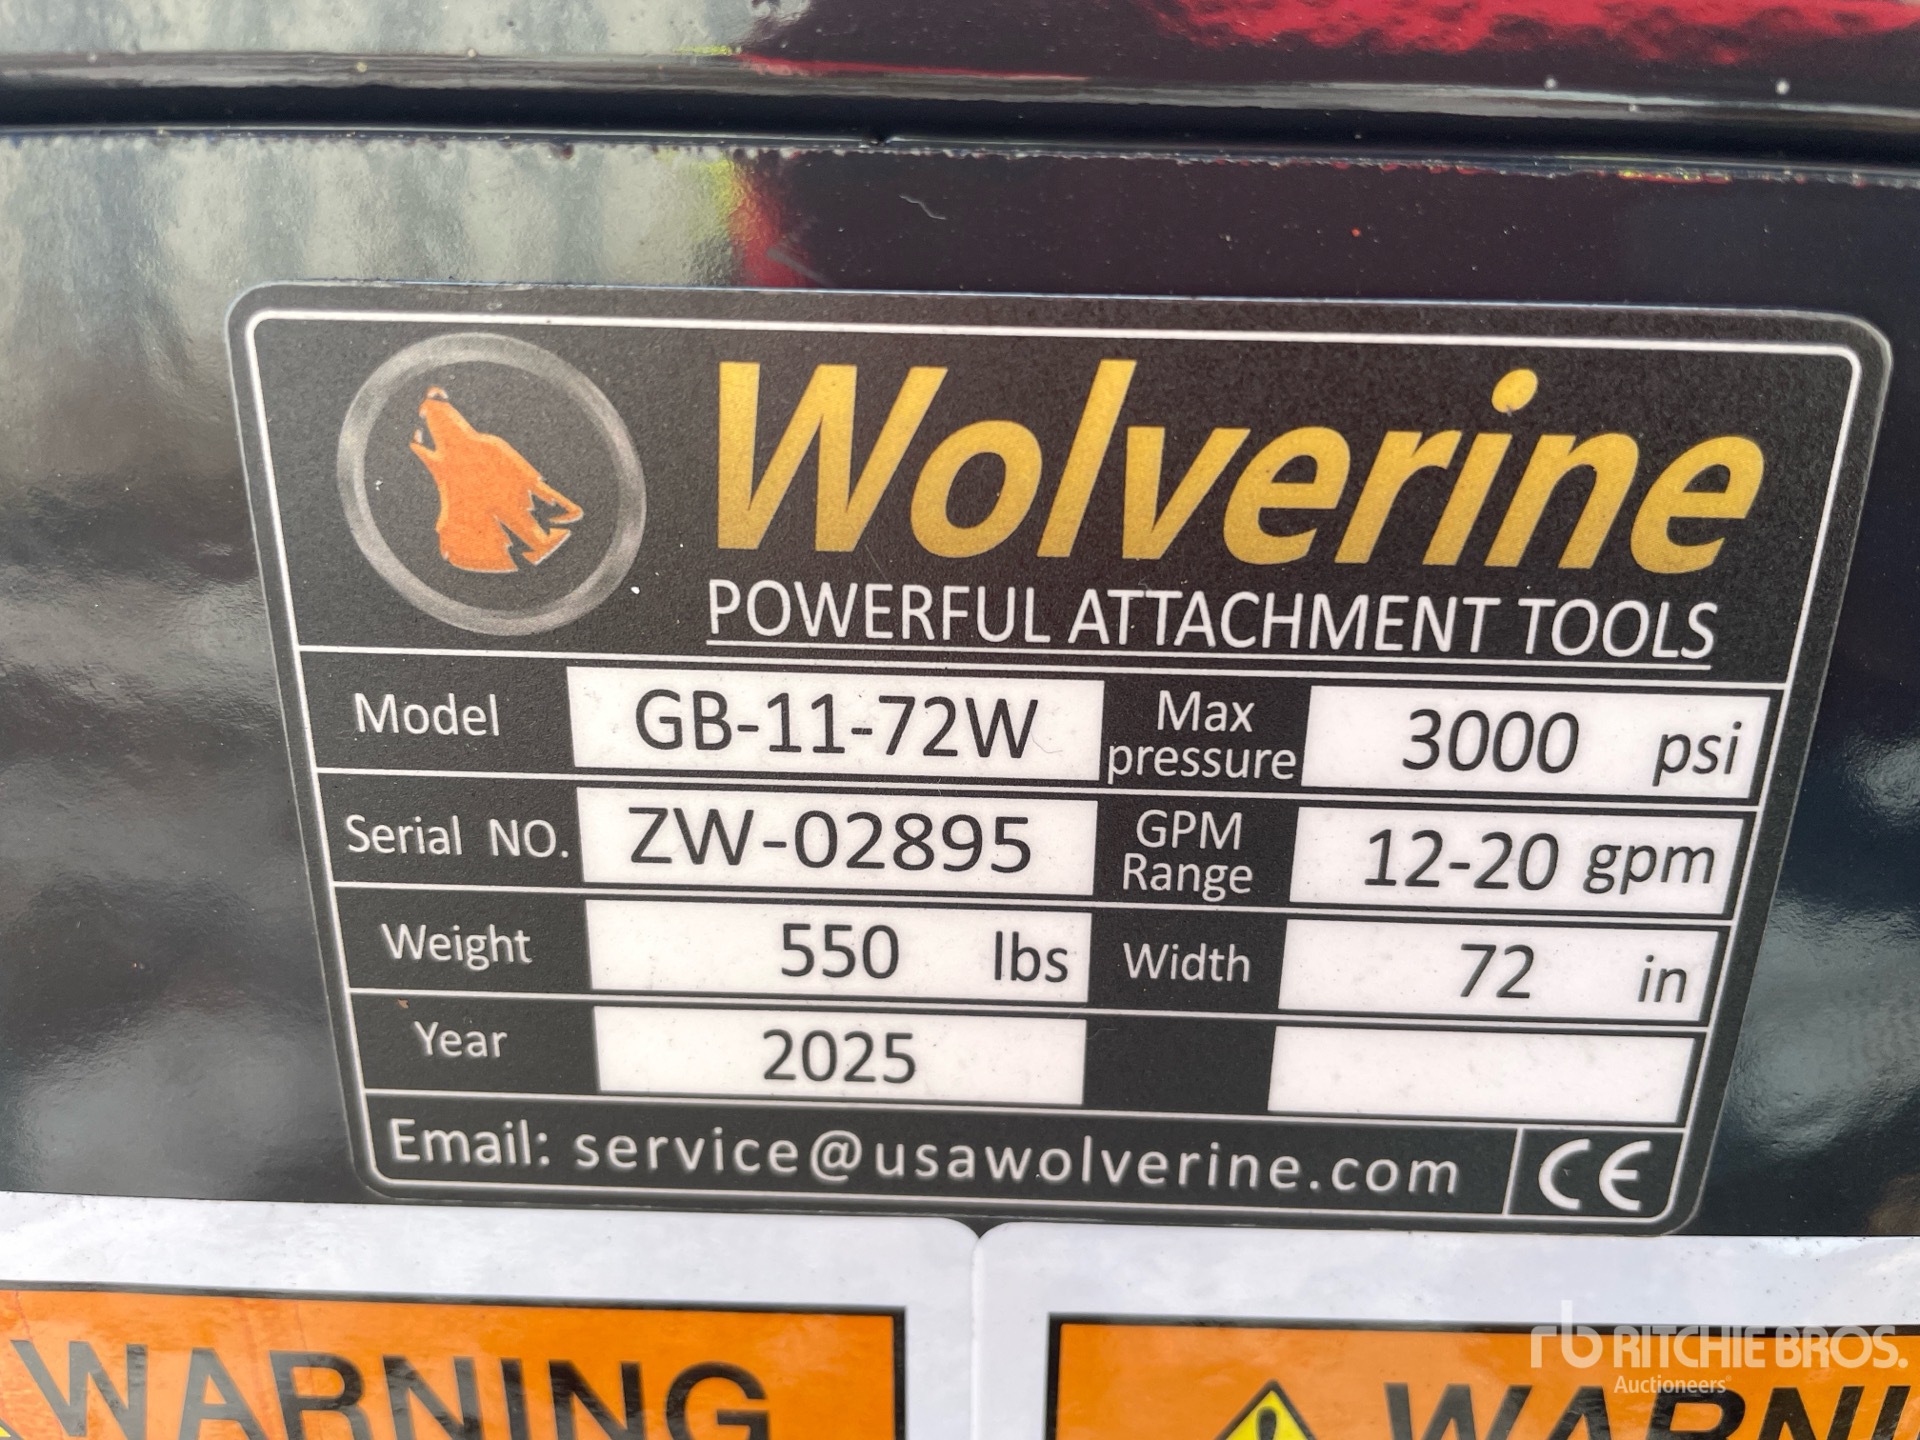 Wolverine
POWERFUL ATTACHMENT TOOLS
Model GB-11-72W Max pressure 3000 psi
Serial NO. ZW-02895 GPM Range 12-20 gpm
Weight 550 lbs Width 72 in
Year 2025
Email: service@usawolverine.com CE
WARNING
WARNI
rb RITCHIE BROS.
Auctioneers